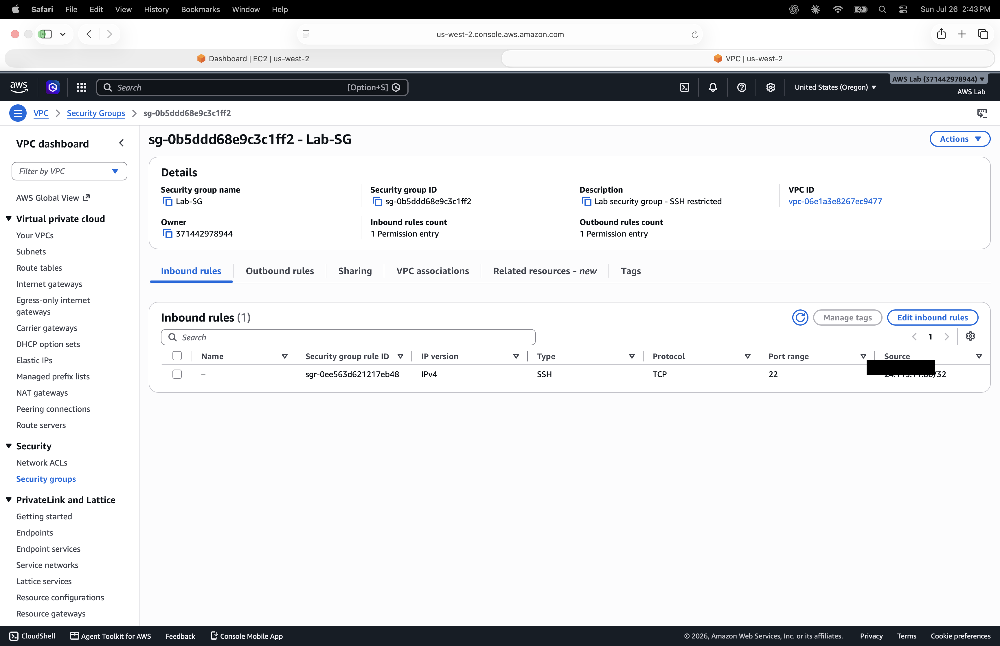 Safari File Edit View History Bookmarks Window Help Sun Jul 26 2:43 PM
us-west-2.console.aws.amazon.com
Dashboard | EC2 | us-west-2 VPC | us-west-2
aws Search [Option+S] United States (Oregon) AWS Lab (371442978944)
AWS Lab
VPC Security Groups sg-0b5ddd68e9c3c1ff2
VPC dashboard
Filter by VPC
AWS Global View
Virtual private cloud
Your VPCs
Subnets
Route tables
Internet gateways
Egress-only internet
gateways
Carrier gateways
DHCP option sets
Elastic IPs
Managed prefix lists
NAT gateways
Peering connections
Route servers
Security
Network ACLs
Security groups
PrivateLink and Lattice
Getting started
Endpoints
Endpoint services
Service networks
Lattice services
Resource configurations
Resource gateways
sg-0b5ddd68e9c3c1ff2 - Lab-SG
Actions
Details
Security group name Security group ID Description VPC ID
Lab-SG sg-0b5ddd68e9c3c1ff2 Lab security group - SSH restricted vpc-06e1a3e8267ec9477
Owner Inbound rules count Outbound rules count
371442978944 1 Permission entry 1 Permission entry
Inbound rules Outbound rules Sharing VPC associations Related resources - new Tags
Inbound rules (1) Manage tags Edit inbound rules
Search 1
Name Security group rule ID IP version Type Protocol Port range Source
– sgr-0ee563d621217eb48 IPv4 SSH TCP 22 /32
CloudShell Agent Toolkit for AWS Feedback Console Mobile App © 2026, Amazon Web Services, Inc. or its affiliates. Privacy Terms Cookie preferences